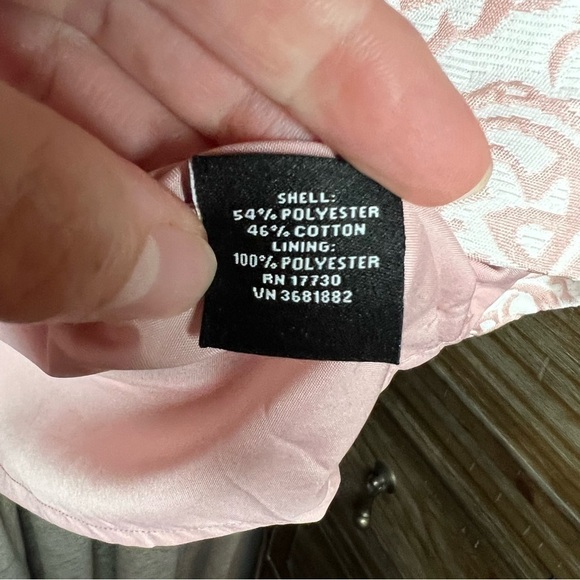 SHELL:
54% POLYESTER
46% COTTON
LINING:
100% POLYESTER
RN 17730
VN 3681882